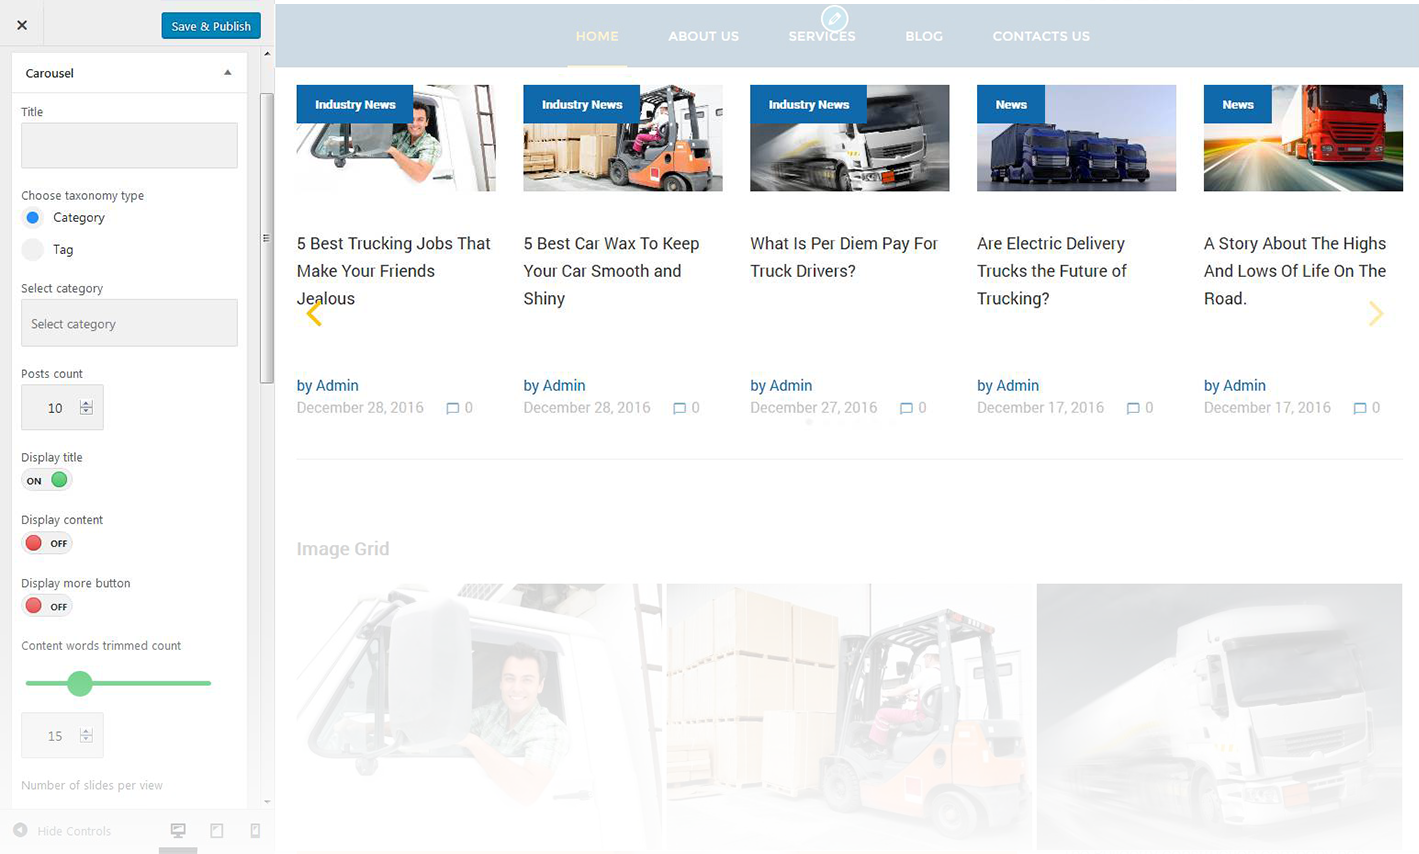 Save & Publish
Carousel
Title
Choose taxonomy type
Category
Tag
Select category
Select category
Posts count
10
Display title
ON
Display content
OFF
Display more button
OFF
Content words trimmed count
15
Number of slides per view
Hide Controls
HOME ABOUT US SERVICES BLOG CONTACTS US
Industry News
5 Best Trucking Jobs That
Make Your Friends
Jealous
by Admin
December 28, 2016 0
Industry News
5 Best Car Wax To Keep
Your Car Smooth and
Shiny
by Admin
December 28, 2016 0
Industry News
What Is Per Diem Pay For
Truck Drivers?
by Admin
December 27, 2016 0
News
Are Electric Delivery
Trucks the Future of
Trucking?
by Admin
December 17, 2016 0
News
A Story About The Highs
And Lows Of Life On The
Road.
by Admin
December 17, 2016 0
Image Grid